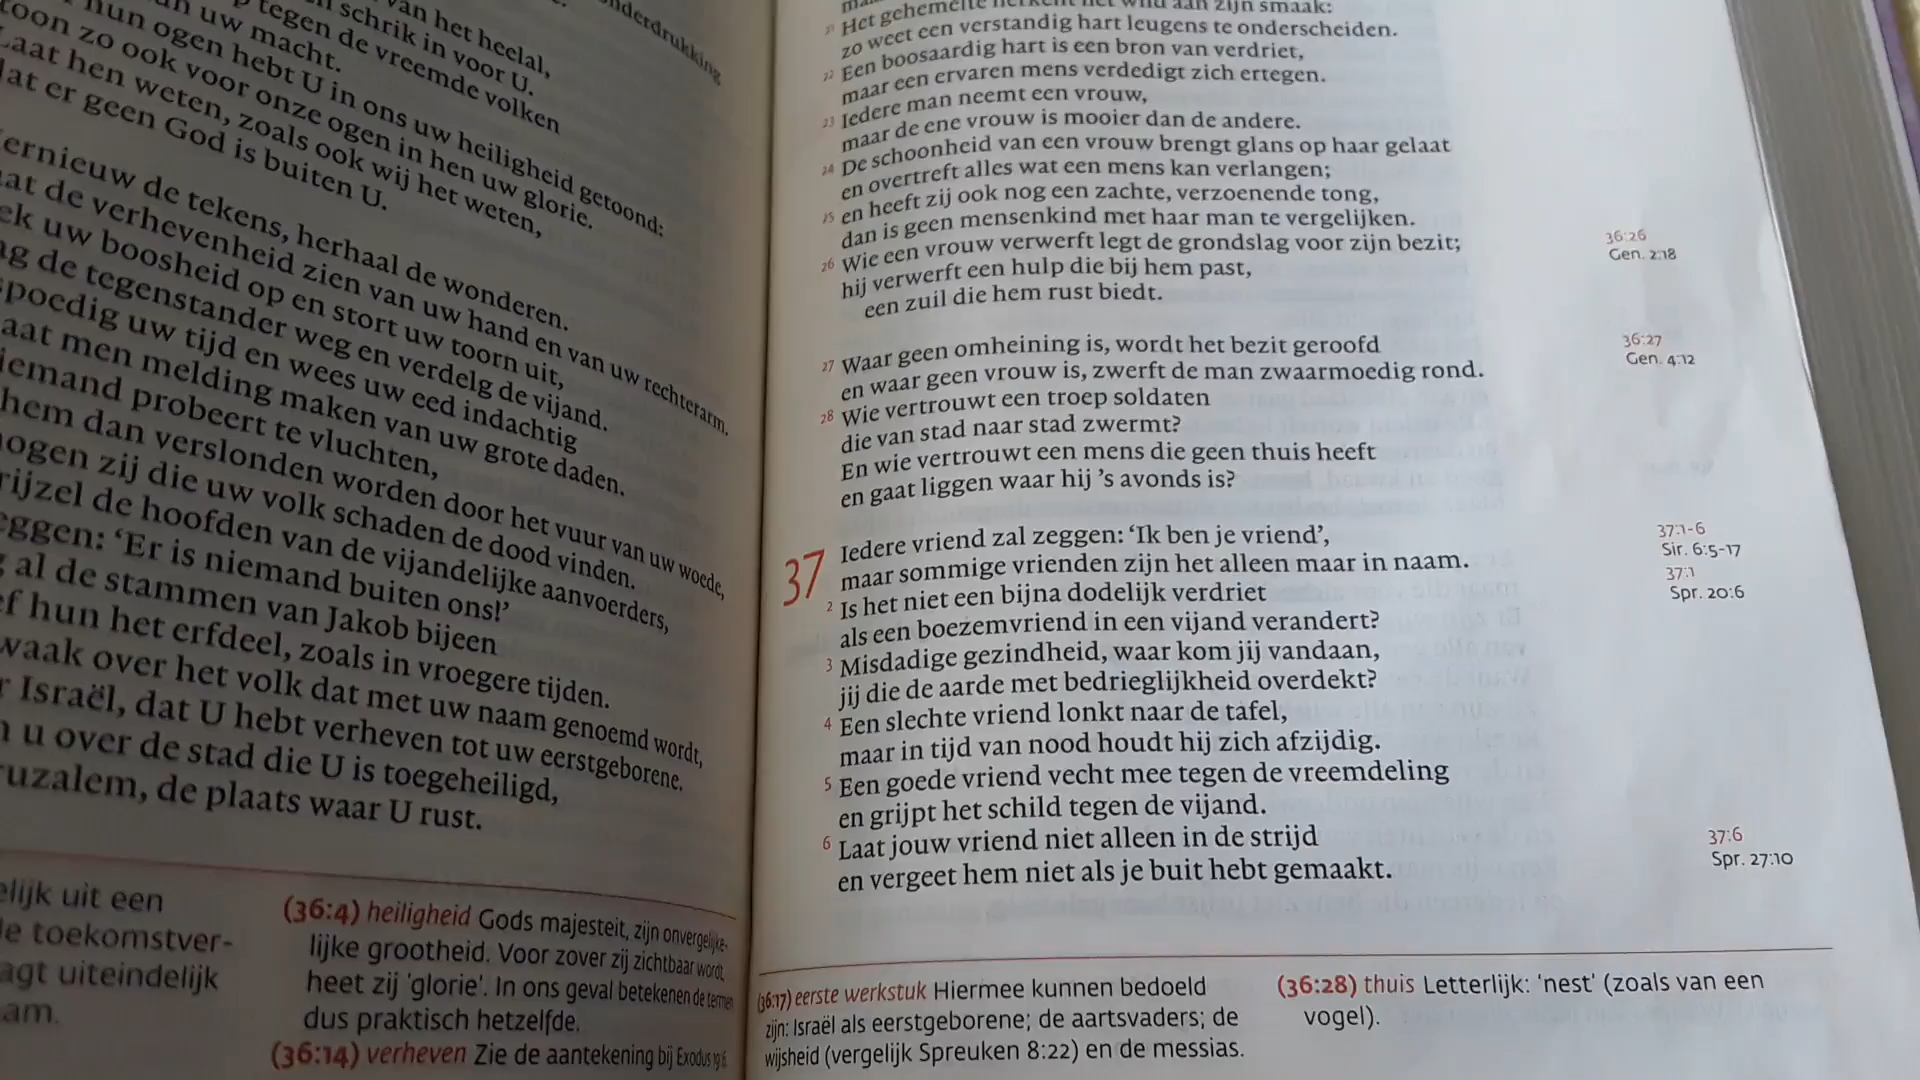 onderdrukking
van het heelal,
schrik in voor U.
tegen de vreemde volken
uw macht.
hun ogen hebt U in ons uw heiligheid getoond:
toon zo ook voor onze ogen in hen uw glorie.
Laat hen weten, zoals ook wij het weten,
dat er geen God is buiten U.
de tekens, herhaal de wonderen.
de verhevenheid zien van uw hand en van uw rechterarm.
uw boosheid op en stort uw toorn uit,
de tegenstander weg en verdelg de vijand.
uw tijd en wees uw eed indachtig
men melding maken van uw grote daden.
probeert te vluchten,
hem dan verslonden worden door het vuur van uw woede,
zij die uw volk schaden de dood vinden.
de hoofden van de vijandelijke aanvoerders,
'Er is niemand buiten ons!'
al de stammen van Jakob bijeen
hun het erfdeel, zoals in vroegere tijden.
over het volk dat met uw naam genoemd wordt,
Israël, dat U hebt verheven tot uw eerstgeborene.
u over de stad die U is toegeheiligd,
de plaats waar U rust.
uit een
toekomstver-
uiteindelijk
(36:4) heiligheid Gods majesteit, zijn onvergelijke-
lijke grootheid. Voor zover zij zichtbaar wordt,
heet zij 'glorie'. In ons geval betekenen de termen
dus praktisch hetzelfde.
(36:14) verheven Zie de aantekening bij Exodus
21 Het gehemelte herkent het wild aan zijn smaak:
zo weet een verstandig hart leugens te onderscheiden.
22 Een boosaardig hart is een bron van verdriet,
maar een ervaren mens verdedigt zich ertegen.
23 Iedere man neemt een vrouw,
maar de ene vrouw is mooier dan de andere.
24 De schoonheid van een vrouw brengt glans op haar gelaat
en overtreft alles wat een mens kan verlangen;
25 en heeft zij ook nog een zachte, verzoenende tong,
dan is geen mensenkind met haar man te vergelijken.
26 Wie een vrouw verwerft legt de grondslag voor zijn bezit;
hij verwerft een hulp die bij hem past,
een zuil die hem rust biedt.
27 Waar geen omheining is, wordt het bezit geroofd
en waar geen vrouw is, zwerft de man zwaarmoedig rond.
28 Wie vertrouwt een troep soldaten
die van stad naar stad zwermt?
En wie vertrouwt een mens die geen thuis heeft
en gaat liggen waar hij 's avonds is?
37 Iedere vriend zal zeggen: 'Ik ben je vriend',
maar sommige vrienden zijn het alleen maar in naam.
2 Is het niet een bijna dodelijk verdriet
als een boezemvriend in een vijand verandert?
3 Misdadige gezindheid, waar kom jij vandaan,
jij die de aarde met bedrieglijkheid overdekt?
4 Een slechte vriend lonkt naar de tafel,
maar in tijd van nood houdt hij zich afzijdig.
5 Een goede vriend vecht mee tegen de vreemdeling
en grijpt het schild tegen de vijand.
6 Laat jouw vriend niet alleen in de strijd
en vergeet hem niet als je buit hebt gemaakt.
36:26
Gen. 2:18
36:27
Gen. 4:12
37:1-6
Sir. 6:5-17
37:1
Spr. 20:6
37:6
Spr. 27:10
(36:17) eerste werkstuk Hiermee kunnen bedoeld
zijn: Israël als eerstgeborene; de aartsvaders; de
wijsheid (vergelijk Spreuken 8:22) en de messias.
(36:28) thuis Letterlijk: 'nest' (zoals van een
vogel).